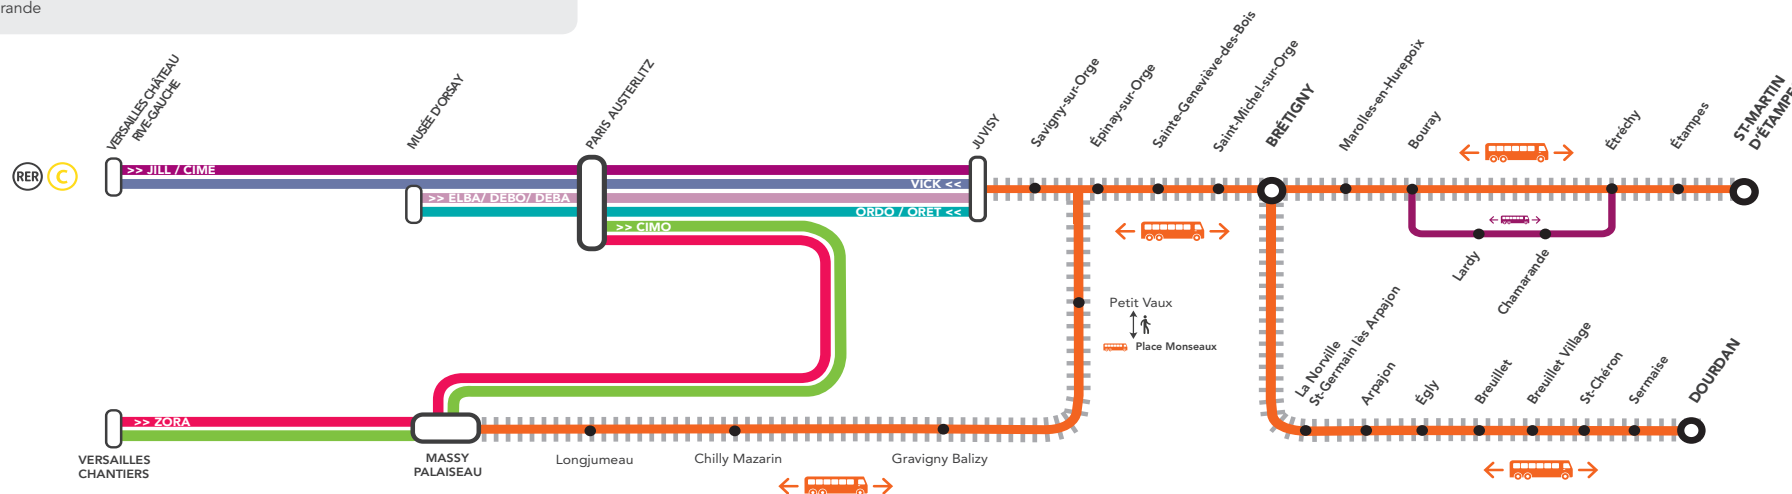 rande
VERSAILLES CHÂTEAU
RIVE-GAUCHE
MUSÉE D'ORSAY
PARIS AUSTERLITZ
JUVISY
Savigny-sur-Orge
Épinay-sur-Orge
Sainte-Geneviève-des-Bois
Saint-Michel-sur-Orge
BRÉTIGNY
Marolles-en-Hurepoix
Bouray
Étréchy
Étampes
ST-MARTIN
D'ÉTAMPE
RER C
>> JILL / CIME
VICK <<
>> ELBA/ DEBO/ DEBA
ORDO / ORET <<
>> CIMO
Lardy
Chamarande
Petit Vaux
Place Monseaux
La Norville
St-Germain lès Arpajon
Arpajon
Égly
Breuillet
Breuillet Village
St-Chéron
Sermaise
DOURDAN
>> ZORA
VERSAILLES
CHANTIERS
MASSY
PALAISEAU
Longjumeau
Chilly Mazarin
Gravigny Balizy